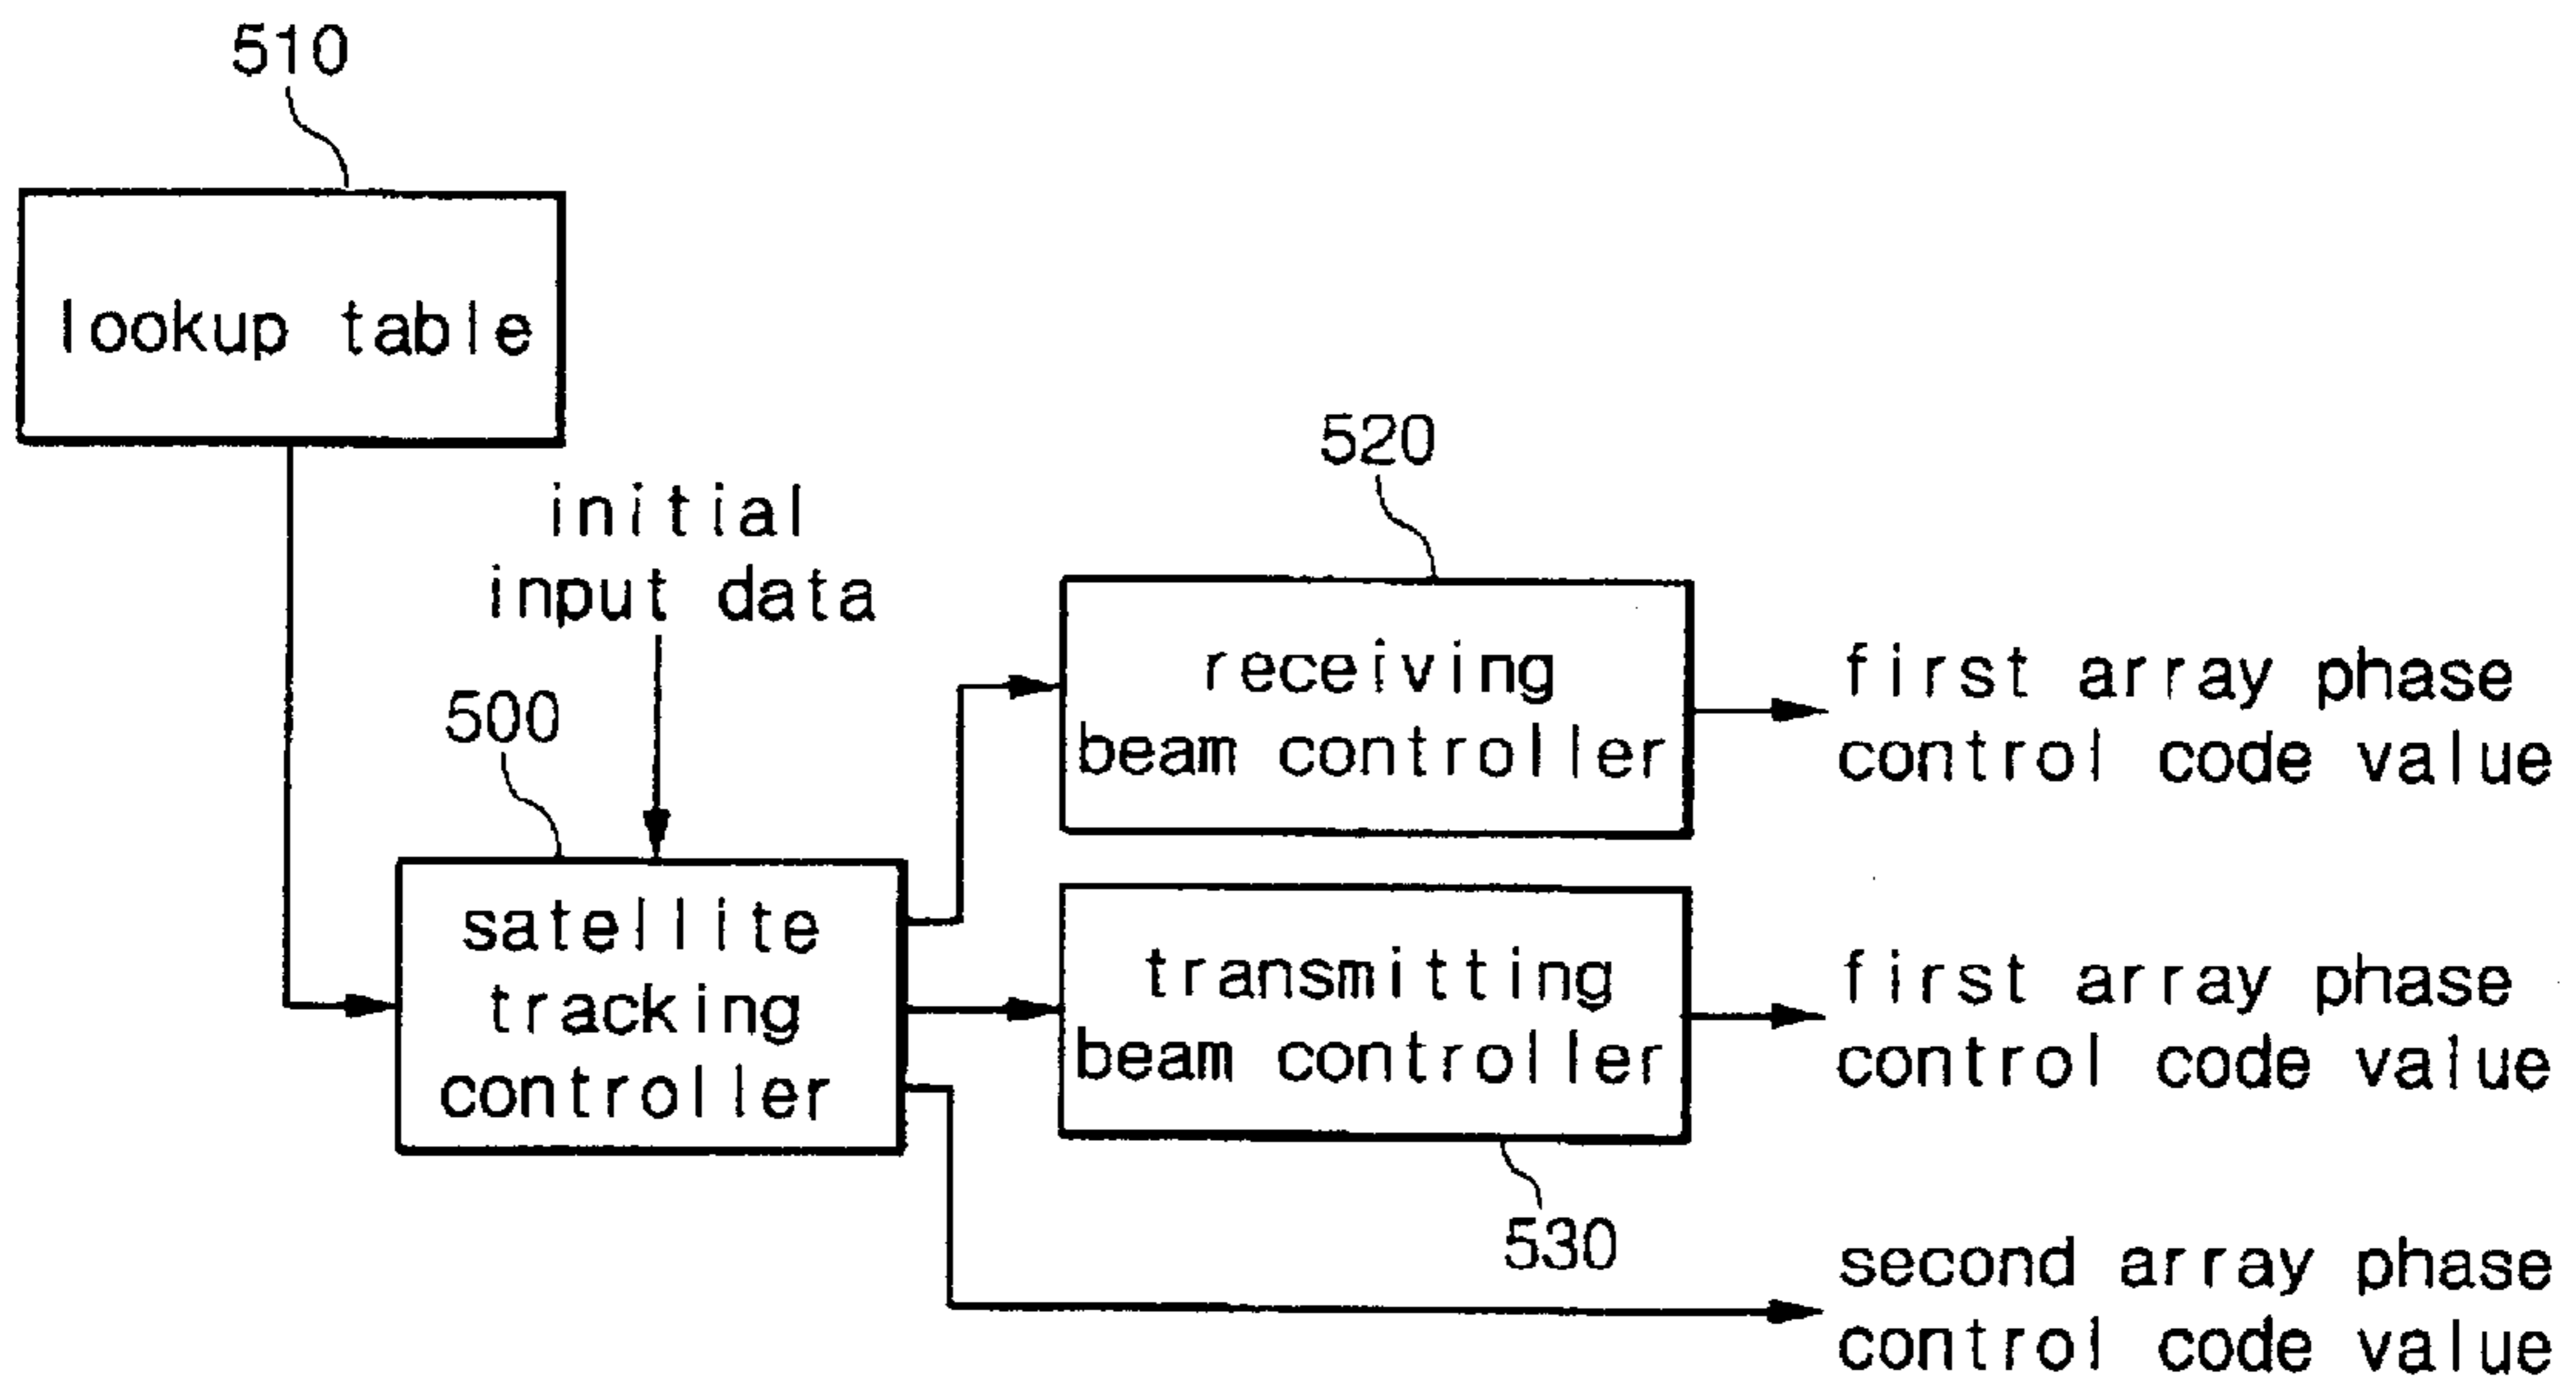 510
lookup table
initial
input data
520
500
receiving
beam controller
first array phase
control code value
satellite
tracking
controller
transmitting
beam controller
first array phase
control code value
530
second array phase
control code value